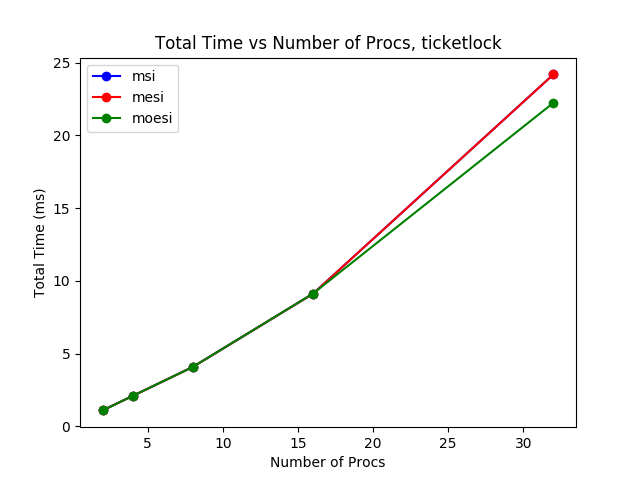 Total Time vs Number of Procs, ticketlock
msi
mesi
moesi
Total Time (ms)
25
20
15
10
5
0
5
10
15
20
25
30
Number of Procs